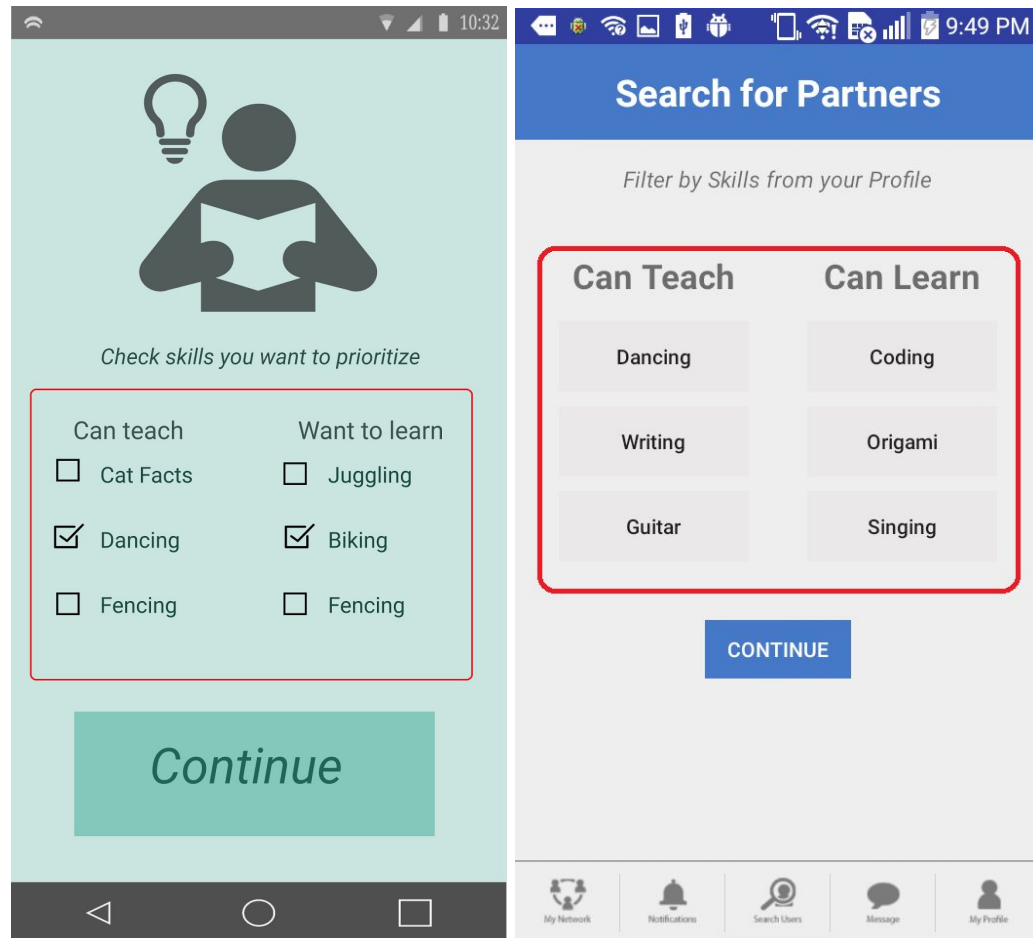 10:32
Check skills you want to prioritize
Can teach Want to learn
Cat Facts Juggling
Dancing Biking
Fencing Fencing
Continue
9:49 PM
Search for Partners
Filter by Skills from your Profile
Can Teach Can Learn
Dancing Coding
Writing Origami
Guitar Singing
CONTINUE
My Network Notifications Search Users Message My Profile